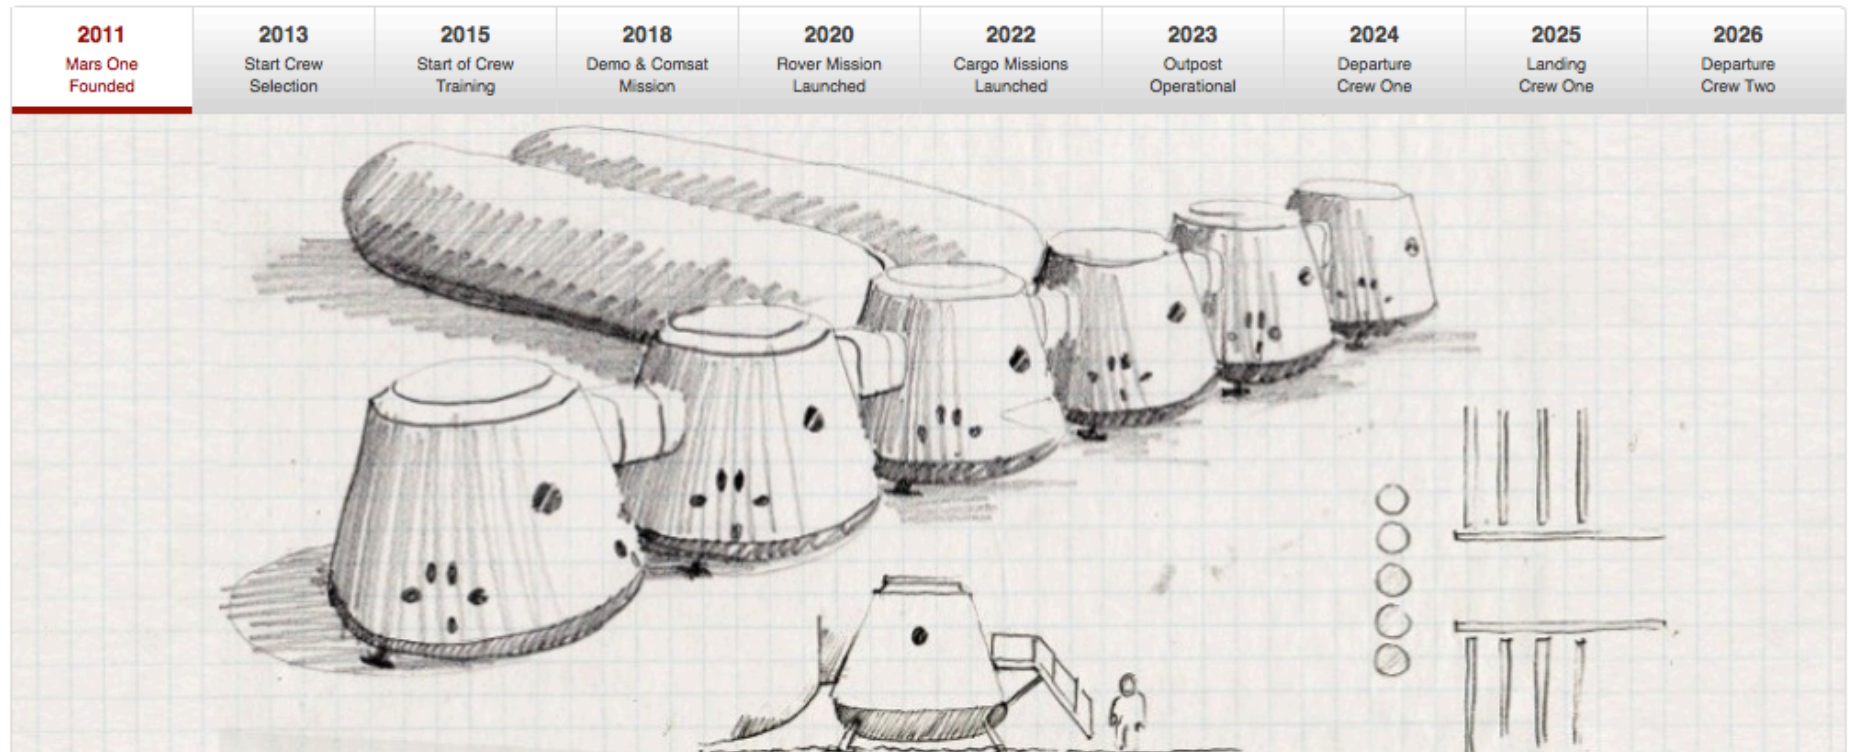 2011
Mars One
Founded
2013
Start Crew
Selection
2015
Start of Crew
Training
2018
Demo & Comsat
Mission
2020
Rover Mission
Launched
2022
Cargo Missions
Launched
2023
Outpost
Operational
2024
Departure
Crew One
2025
Landing
Crew One
2026
Departure
Crew Two